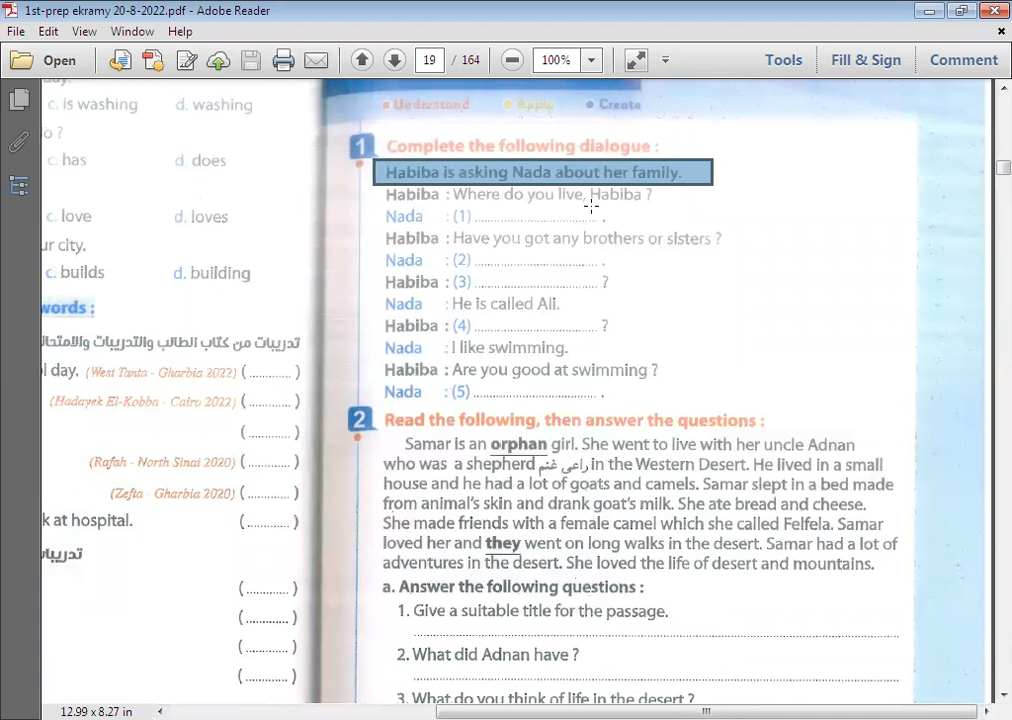 1st-prep ekramy 20-8-2022.pdf - Adobe Reader
File Edit View Window Help
Open 19 / 164 100% Tools Fill & Sign Comment
day.
c. is washing d. washing
o ?
c. has d. does
c. love d. loves
ur city.
c. builds d. building
words :
تدريبات من كتاب الطالب والتدريبات والامتحانا
l day. (West Tanta - Gharbia 2022) (............)
(Hadayek El-Kobba - Cairo 2022) (............)
(............)
(Rafah - North Sinai 2020) (............)
(Zefta - Gharbia 2020) (............)
k at hospital. (............)
تدريبات
(............)
(............)
(............)
(............)
Understand Apply Create
1 Complete the following dialogue :
Habiba is asking Nada about her family.
Habiba : Where do you live, Habiba ?
Nada : (1) .................................. .
Habiba : Have you got any brothers or sisters ?
Nada : (2) .................................. .
Habiba : (3) .................................. ?
Nada : He is called Ali.
Habiba : (4) .................................. ?
Nada : I like swimming.
Habiba : Are you good at swimming ?
Nada : (5) .................................. .
2 Read the following, then answer the questions :
Samar is an orphan girl. She went to live with her uncle Adnan
who was a shepherd راعى غنم in the Western Desert. He lived in a small
house and he had a lot of goats and camels. Samar slept in a bed made
from animal's skin and drank goat's milk. She ate bread and cheese.
She made friends with a female camel which she called Felfela. Samar
loved her and they went on long walks in the desert. Samar had a lot of
adventures in the desert. She loved the life of desert and mountains.
a. Answer the following questions :
1. Give a suitable title for the passage.
2. What did Adnan have ?
3. What do you think of life in the desert ?
12.99 x 8.27 in